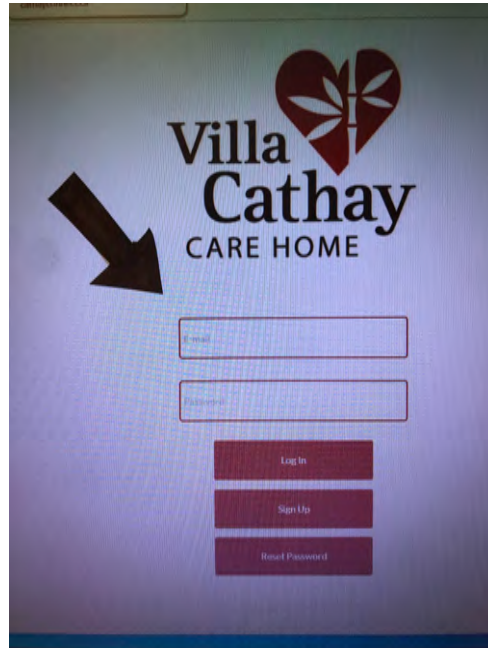 Villa
Cathay
CARE HOME
E-mail
Password
Log In
Sign Up
Reset Password